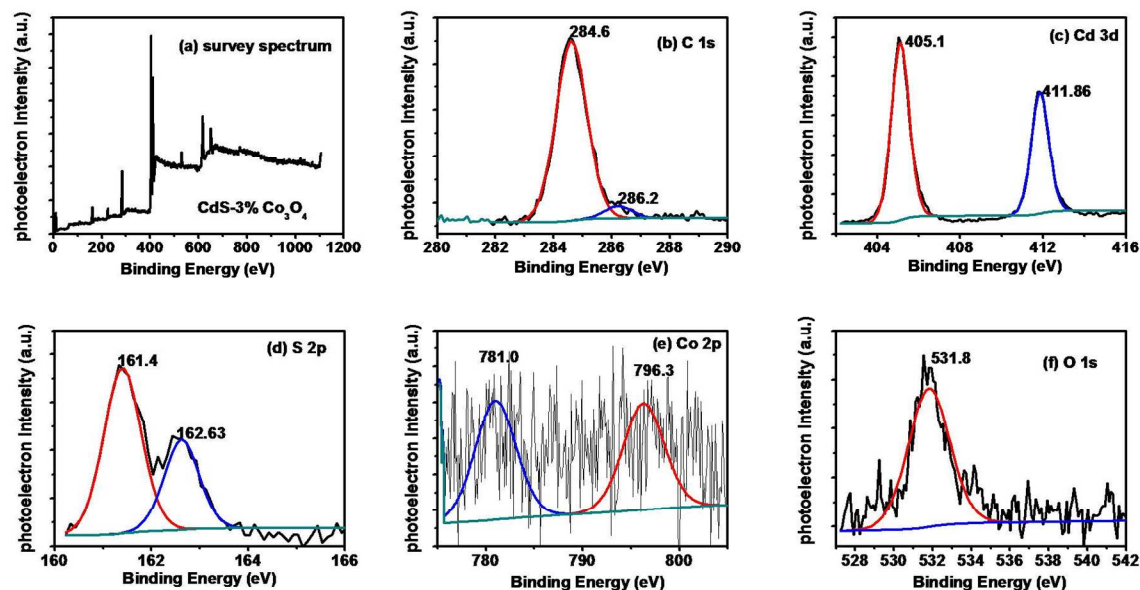 photoelectron Intensity (a.u.)
(a) survey spectrum
CdS-3% Co3O4
0 200 400 600 800 1000 1200
Binding Energy (eV)
photoelectron Intensity (a.u.)
284.6
(b) C 1s
286.2
280 282 284 286 288 290
Binding Energy (eV)
photoelectron Intensity (a.u.)
405.1
(c) Cd 3d
411.86
404 408 412 416
Binding Energy (eV)
photoelectron Intensity (a.u.)
(d) S 2p
161.4
162.63
160 162 164 166
Binding Energy (eV)
photoelectron Intensity (a.u.)
(e) Co 2p
781.0
796.3
780 790 800
Binding Energy (eV)
photoelectron Intensity (a.u.)
531.8
(f) O 1s
528 530 532 534 536 538 540 542
Binding Energy (eV)